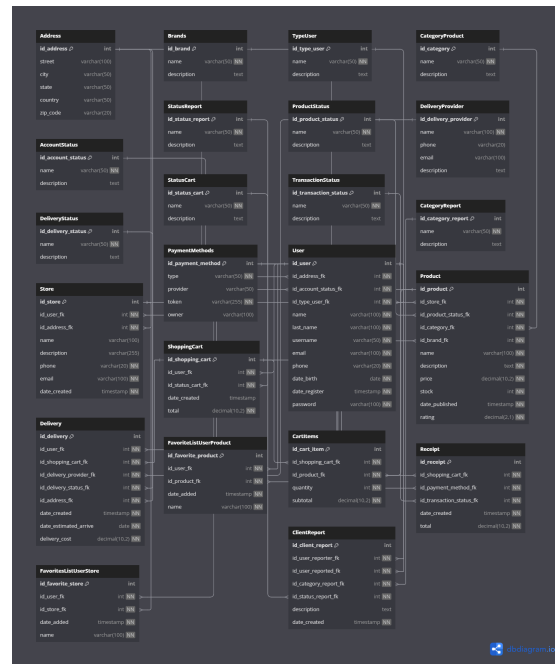 Address
id_address int
street varchar(100)
city varchar(50)
state varchar(50)
country varchar(50)
zip_code varchar(20)
Brands
id_brand int
name varchar(50) NN
description text
TypeUser
id_type_user int
name varchar(50) NN
description text
CategoryProduct
id_category int
name varchar(50) NN
description text
StatusReport
id_status_report int
name varchar(50) NN
description text
ProductStatus
id_product_status int
name varchar(50) NN
description text
DeliveryProvider
id_delivery_provider int
name varchar(100) NN
phone varchar(20)
email varchar(100)
description text
AccountStatus
id_account_status int
name varchar(50) NN
description text
StatusCart
id_status_cart int
name varchar(50) NN
description text
TransactionStatus
id_transaction_status int
name varchar(50) NN
description text
CategoryReport
id_category_report int
name varchar(50) NN
description text
DeliveryStatus
id_delivery_status int
name varchar(50) NN
description text
PaymentMethods
id_payment_method int
type varchar(50) NN
provider varchar(50)
token varchar(255) NN
owner varchar(100)
User
id_user int
id_address_fk int NN
id_account_status_fk int NN
id_type_user_fk int NN
name varchar(100) NN
last_name varchar(100) NN
username varchar(50) NN
email varchar(100) NN
phone varchar(20) NN
date_birth date NN
date_register timestamp NN
password varchar(100) NN
Product
id_product int
id_store_fk int NN
id_product_status_fk int NN
id_category_fk int NN
id_brand_fk int NN
name varchar(100) NN
description text NN
price decimal(10,2) NN
stock int NN
date_published timestamp NN
rating decimal(2,1) NN
Store
id_store int
id_user_fk int NN
id_address_fk int NN
name varchar(100)
description varchar(255)
phone varchar(20) NN
email varchar(100) NN
date_created timestamp NN
ShoppingCart
id_shopping_cart int
id_user_fk int NN
id_status_cart_fk int NN
date_created timestamp NN
total decimal(10,2) NN
Delivery
id_delivery int
id_user_fk int NN
id_shopping_cart_fk int NN
id_delivery_provider_fk int NN
id_delivery_status_fk int NN
id_address_fk int NN
date_created timestamp NN
date_estimated_arrive date NN
delivery_cost decimal(10,2) NN
FavoriteListUserProduct
id_favorite_product int
id_user_fk int NN
id_product_fk int NN
date_added timestamp NN
name varchar(100) NN
CartItems
id_cart_item int
id_shopping_cart_fk int NN
id_product_fk int NN
quantity int NN
subtotal decimal(10,2) NN
Receipt
id_receipt int
id_shopping_cart_fk int NN
id_payment_method_fk int NN
id_transaction_status_fk int NN
date_created timestamp NN
total decimal(10,2) NN
ClientReport
id_client_report int
id_user_reporter_fk int NN
id_user_reported_fk int NN
id_category_report_fk int NN
id_status_report_fk int NN
description text
date_created timestamp NN
FavoritesListUserStore
id_favorite_store int
id_user_fk int NN
id_store_fk int NN
date_added timestamp NN
name varchar(100) NN
dbdiagram.io